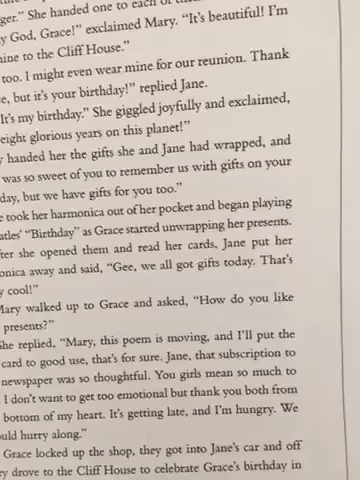 ger." She handed one to each of
y God, Grace!" exclaimed Mary. "It's beautiful! I'm
ine to the Cliff House."
too. I might even wear mine for our reunion. Thank
e, but it's your birthday!" replied Jane.
It's my birthday." She giggled joyfully and exclaimed,
eight glorious years on this planet!"
y handed her the gifts she and Jane had wrapped, and
was so sweet of you to remember us with gifts on your
day, but we have gifts for you too."
e took her harmonica out of her pocket and began playing
atles' "Birthday" as Grace started unwrapping her presents.
fter she opened them and read her cards, Jane put her
onica away and said, "Gee, we all got gifts today. That's
y cool!"
Mary walked up to Grace and asked, "How do you like
presents?"
She replied, "Mary, this poem is moving, and I'll put the
card to good use, that's for sure. Jane, that subscription to
newspaper was so thoughtful. You girls mean so much to
I don't want to get too emotional but thank you both from
bottom of my heart. It's getting late, and I'm hungry. We
uld hurry along."
Grace locked up the shop, they got into Jane's car and off
ey drove to the Cliff House to celebrate Grace's birthday in